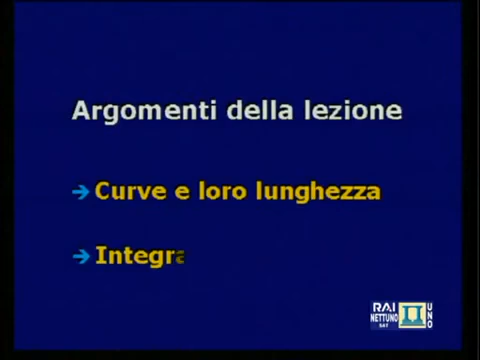 Argomenti della lezione
Curve e loro lunghezza
Integra
RAI
NETTUNO
SAT
UNO